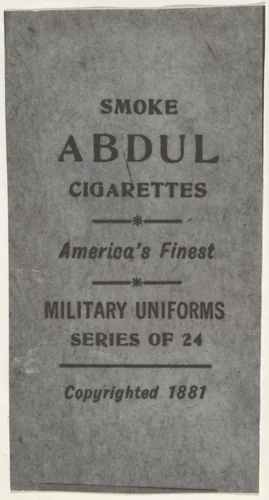 SMOKE
ABDUL
CIGARETTES
America's Finest
MILITARY UNIFORMS
SERIES OF 24
Copyrighted 1881